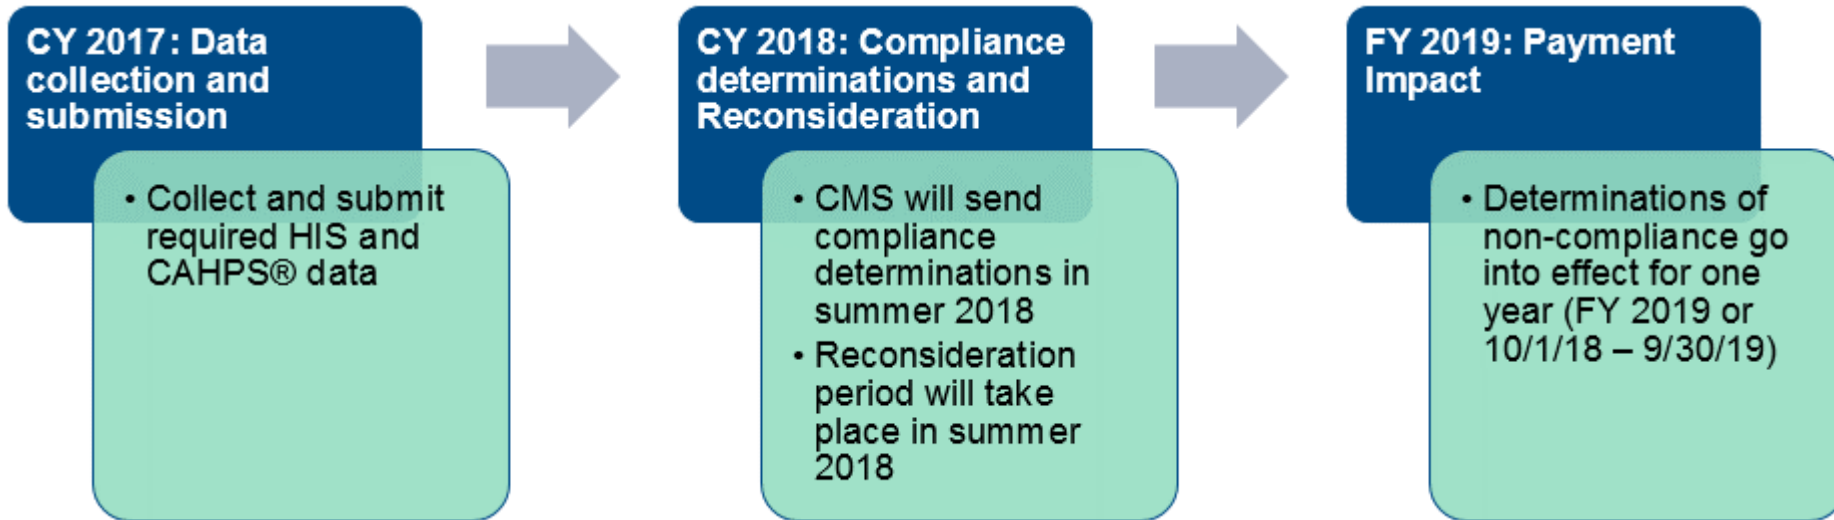 CY 2017: Data
collection and
submission
• Collect and submit
required HIS and
CAHPS® data
CY 2018: Compliance
determinations and
Reconsideration
• CMS will send
compliance
determinations in
summer 2018
• Reconsideration
period will take
place in summer
2018
FY 2019: Payment
Impact
• Determinations of
non-compliance go
into effect for one
year (FY 2019 or
10/1/18 – 9/30/19)